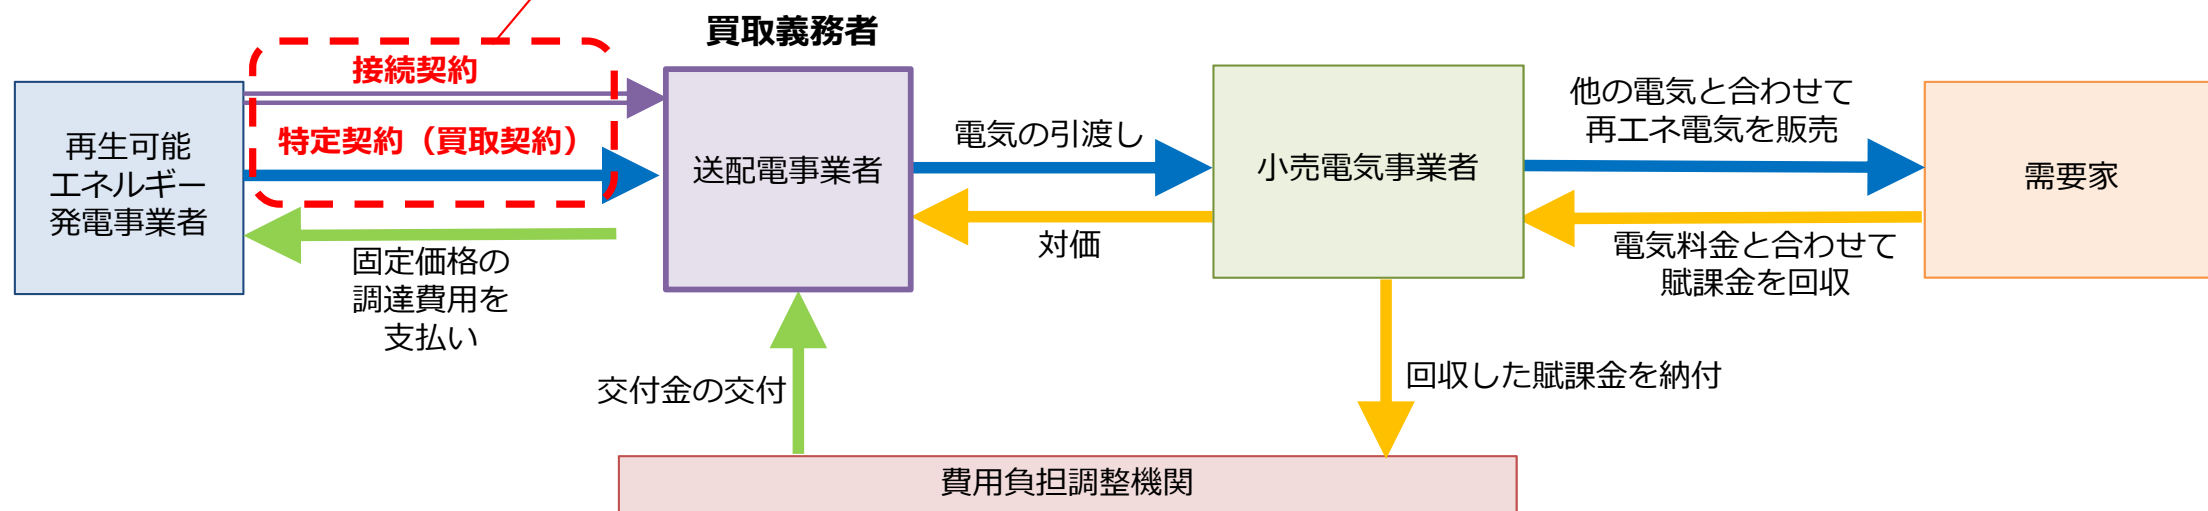 買取義務者
接続契約
特定契約（買取契約）
再生可能
エネルギー
発電事業者
固定価格の
調達費用を
支払い
送配電事業者
電気の引渡し
対価
小売電気事業者
他の電気と合わせて
再エネ電気を販売
電気料金と合わせて
賦課金を回収
需要家
交付金の交付
回収した賦課金を納付
費用負担調整機関